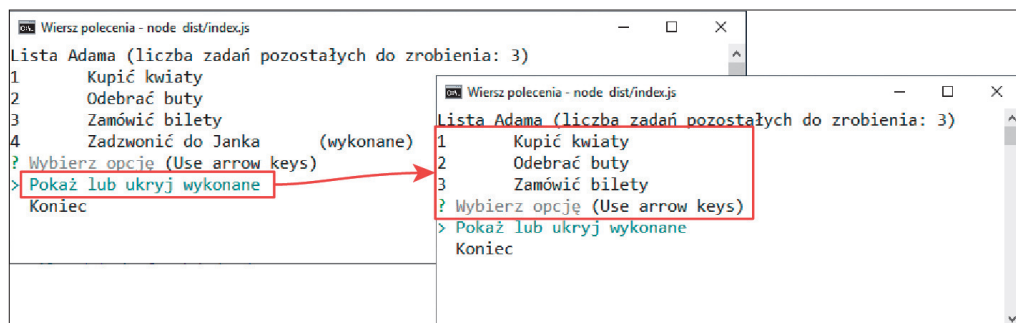 Wiersz polecenia - node dist/index.js
Lista Adama (liczba zadań pozostałych do zrobienia: 3)
1 Kupić kwiaty
2 Odebrać buty
3 Zamówić bilety
4 Zadzwonić do Janka (wykonane)
? Wybierz opcję (Use arrow keys)
> Pokaż lub ukryj wykonane
Koniec
Wiersz polecenia - node dist/index.js
Lista Adama (liczba zadań pozostałych do zrobienia: 3)
1 Kupić kwiaty
2 Odebrać buty
3 Zamówić bilety
? Wybierz opcję (Use arrow keys)
> Pokaż lub ukryj wykonane
Koniec